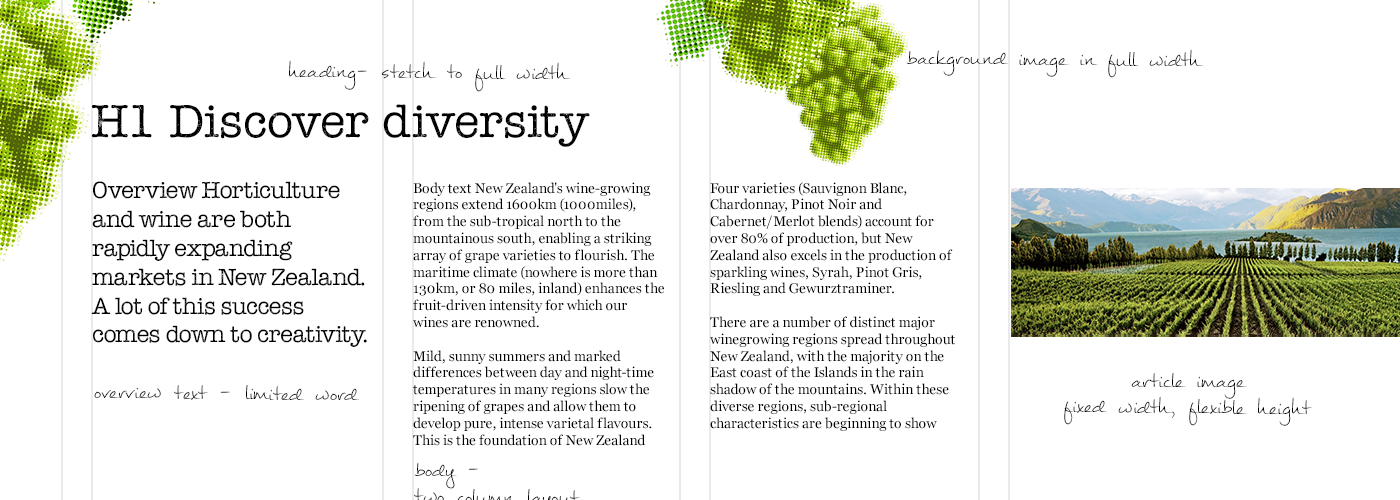 background image in full width
heading- stetch to full width
H1 Discover diversity
Overview Horticulture
and wine are both
rapidly expanding
markets in New Zealand.
A lot of this success
comes down to creativity.
overview text - limited word
Body text New Zealand's wine-growing
regions extend 1600km (1000miles),
from the sub-tropical north to the
mountainous south, enabling a striking
array of grape varieties to flourish. The
maritime climate (nowhere is more than
130km, or 80 miles, inland) enhances the
fruit-driven intensity for which our
wines are renowned.
Mild, sunny summers and marked
differences between day and night-time
temperatures in many regions slow the
ripening of grapes and allow them to
develop pure, intense varietal flavours.
This is the foundation of New Zealand
body -
two column layout
Four varieties (Sauvignon Blanc,
Chardonnay, Pinot Noir and
Cabernet/Merlot blends) account for
over 80% of production, but New
Zealand also excels in the production of
sparkling wines, Syrah, Pinot Gris,
Riesling and Gewurztraminer.
There are a number of distinct major
winegrowing regions spread throughout
New Zealand, with the majority on the
East coast of the Islands in the rain
shadow of the mountains. Within these
diverse regions, sub-regional
characteristics are beginning to show
article image
fixed width, flexible height